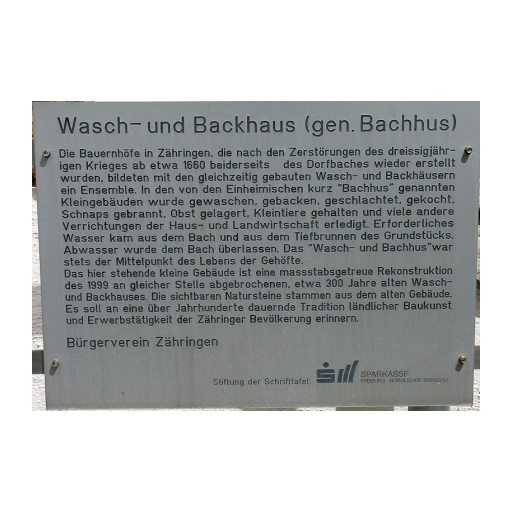 Wasch- und Backhaus (gen. Bachhus)
Die Bauernhöfe in Zähringen, die nach den Zerstörungen des dreissigjähr-
igen Krieges ab etwa 1660 beiderseits des Dorfbaches wieder erstellt
wurden, bildeten mit den gleichzeitig gebauten Wasch- und Backhäusern
ein Ensemble. In den von den Einheimischen kurz "Bachhus" genannten
Kleingebäuden wurde gewaschen, gebacken, geschlachtet, gekocht,
Schnaps gebrannt, Obst gelagert, Kleintiere gehalten und viele andere
Verrichtungen der Haus- und Landwirtschaft erledigt. Erforderliches
Wasser kam aus dem Bach und aus dem Tiefbrunnen des Grundstücks.
Abwasser wurde dem Bach überlassen. Das "Wasch- und Bachhus" war
stets der Mittelpunkt des Lebens der Gehöfte.
Das hier stehende kleine Gebäude ist eine massstabsgetreue Rekonstruktion
des 1999 an gleicher Stelle abgebrochenen, etwa 300 Jahre alten Wasch-
und Backhauses. Die sichtbaren Natursteine stammen aus dem alten Gebäude.
Es soll an eine über Jahrhunderte dauernde Tradition ländlicher Baukunst
und Erwerbstätigkeit der Zähringer Bevölkerung erinnern.
Bürgerverein Zähringen
Stiftung der Schrifttafel:
SPARKASSE
FREIBURG